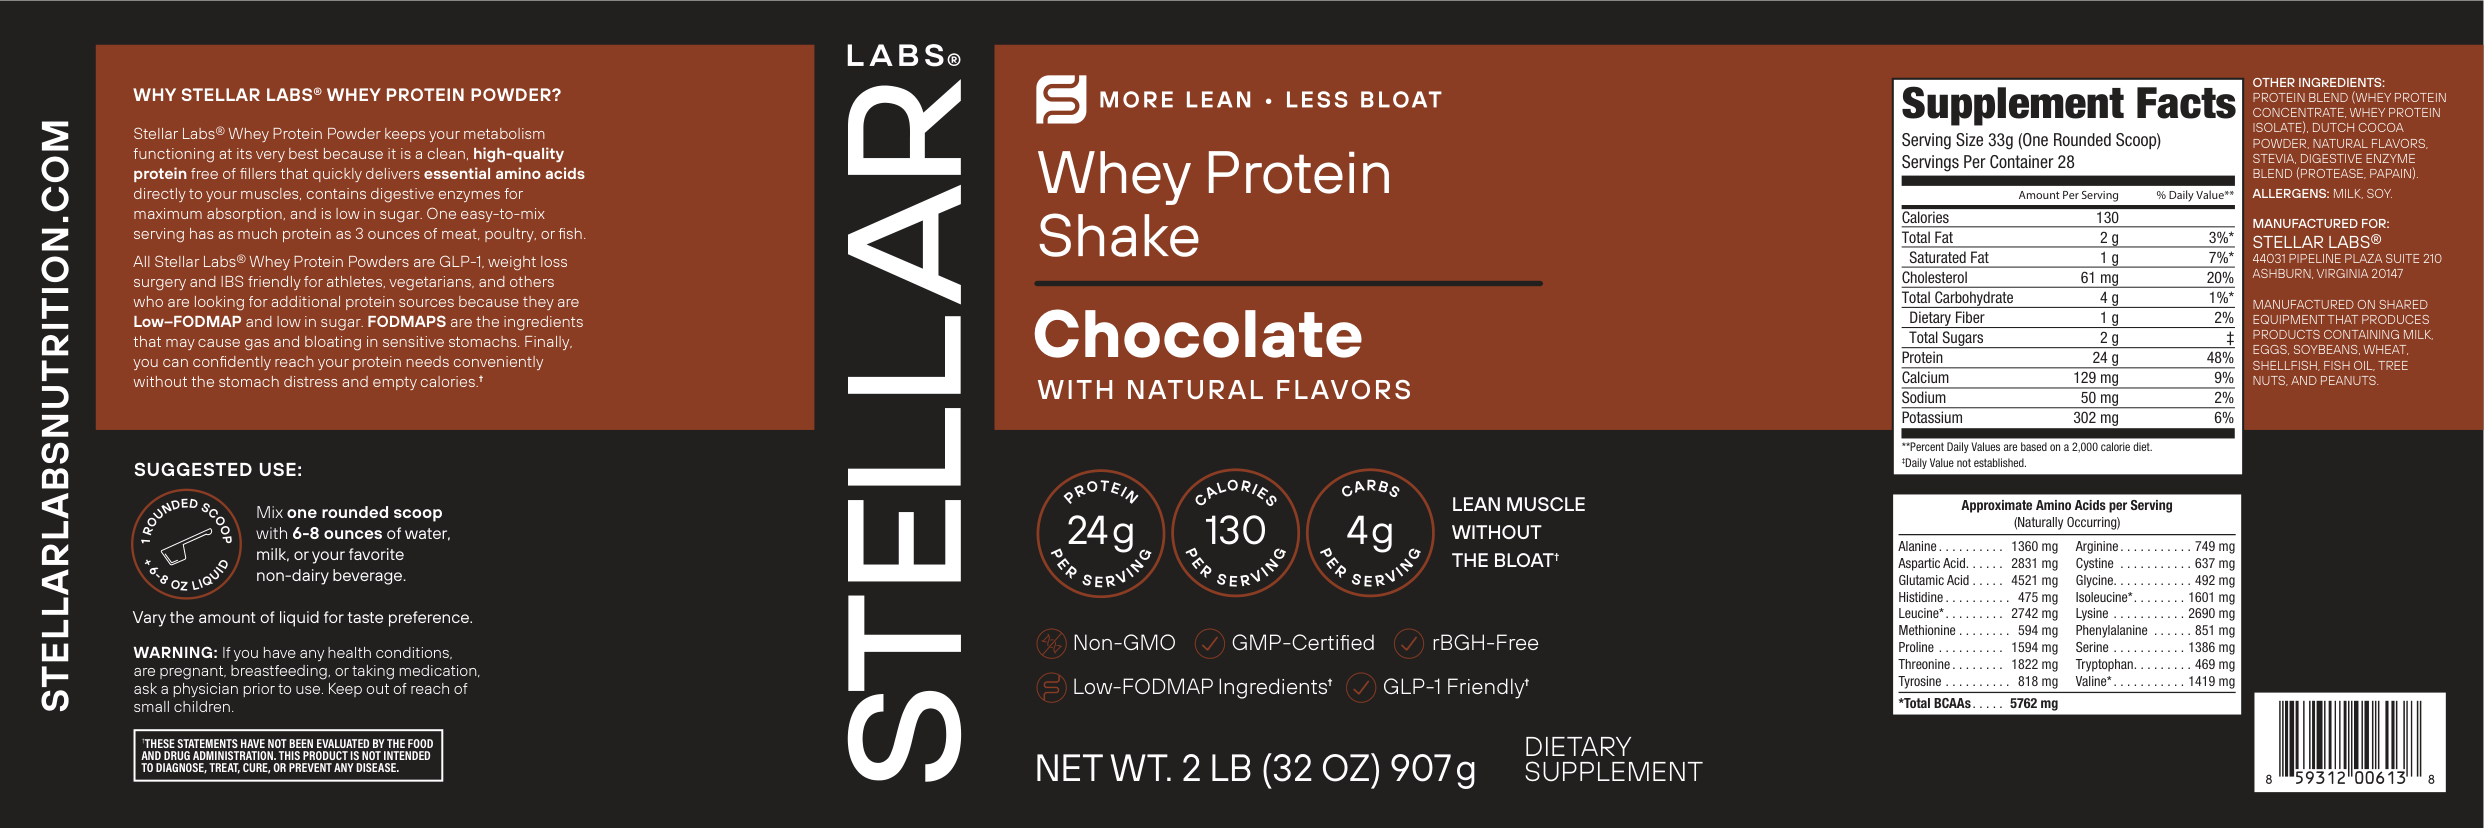 STELLARLABSNUTRITION.COM
WHY STELLAR LABS® WHEY PROTEIN POWDER?
Stellar Labs® Whey Protein Powder keeps your metabolism
functioning at its very best because it is a clean, high-quality
protein free of fillers that quickly delivers essential amino acids
directly to your muscles, contains digestive enzymes for
maximum absorption, and is low in sugar. One easy-to-mix
serving has as much protein as 3 ounces of meat, poultry, or fish.
All Stellar Labs® Whey Protein Powders are GLP-1, weight loss
surgery and IBS friendly for athletes, vegetarians, and others
who are looking for additional protein sources because they are
Low–FODMAP and low in sugar. FODMAPS are the ingredients
that may cause gas and bloating in sensitive stomachs. Finally,
you can confidently reach your protein needs conveniently
without the stomach distress and empty calories.†
SUGGESTED USE:
1 ROUNDED SCOOP
+ 6-8 OZ LIQUID
Mix one rounded scoop
with 6-8 ounces of water,
milk, or your favorite
non-dairy beverage.
Vary the amount of liquid for taste preference.
WARNING: If you have any health conditions,
are pregnant, breastfeeding, or taking medication,
ask a physician prior to use. Keep out of reach of
small children.
†THESE STATEMENTS HAVE NOT BEEN EVALUATED BY THE FOOD
AND DRUG ADMINISTRATION. THIS PRODUCT IS NOT INTENDED
TO DIAGNOSE, TREAT, CURE, OR PREVENT ANY DISEASE.
STELLAR
LABS®
MORE LEAN • LESS BLOAT
Whey Protein
Shake
Chocolate
WITH NATURAL FLAVORS
PROTEIN
24g
PER SERVING
CALORIES
130
PER SERVING
CARBS
4g
PER SERVING
LEAN MUSCLE
WITHOUT
THE BLOAT†
Non-GMO GMP-Certified rBGH-Free
Low-FODMAP Ingredients† GLP-1 Friendly†
NET WT. 2 LB (32 OZ) 907g
DIETARY
SUPPLEMENT
Supplement Facts
Serving Size 33g (One Rounded Scoop)
Servings Per Container 28
Amount Per Serving % Daily Value**
Calories 130
Total Fat 2 g 3%*
Saturated Fat 1 g 7%*
Cholesterol 61 mg 20%
Total Carbohydrate 4 g 1%*
Dietary Fiber 1 g 2%
Total Sugars 2 g ‡
Protein 24 g 48%
Calcium 129 mg 9%
Sodium 50 mg 2%
Potassium 302 mg 6%
**Percent Daily Values are based on a 2,000 calorie diet.
‡Daily Value not established.
Approximate Amino Acids per Serving
(Naturally Occurring)
Alanine . . . . . . . . . . 1360 mg Arginine . . . . . . . . . . . 749 mg
Aspartic Acid. . . . . . 2831 mg Cystine . . . . . . . . . . . 637 mg
Glutamic Acid . . . . . 4521 mg Glycine. . . . . . . . . . . . 492 mg
Histidine . . . . . . . . . . 475 mg Isoleucine*. . . . . . . . 1601 mg
Leucine* . . . . . . . . . 2742 mg Lysine . . . . . . . . . . . 2690 mg
Methionine . . . . . . . . 594 mg Phenylalanine . . . . . . 851 mg
Proline . . . . . . . . . . 1594 mg Serine . . . . . . . . . . . 1386 mg
Threonine . . . . . . . . 1822 mg Tryptophan. . . . . . . . . 469 mg
Tyrosine . . . . . . . . . . 818 mg Valine* . . . . . . . . . . . 1419 mg
*Total BCAAs . . . . . 5762 mg
OTHER INGREDIENTS:
PROTEIN BLEND (WHEY PROTEIN
CONCENTRATE, WHEY PROTEIN
ISOLATE), DUTCH COCOA
POWDER, NATURAL FLAVORS,
STEVIA, DIGESTIVE ENZYME
BLEND (PROTEASE, PAPAIN).
ALLERGENS: MILK, SOY.
MANUFACTURED FOR:
STELLAR LABS®
44031 PIPELINE PLAZA SUITE 210
ASHBURN, VIRGINIA 20147
MANUFACTURED ON SHARED
EQUIPMENT THAT PRODUCES
PRODUCTS CONTAINING MILK,
EGGS, SOYBEANS, WHEAT,
SHELLFISH, FISH OIL, TREE
NUTS, AND PEANUTS.
8 59312 00613 8